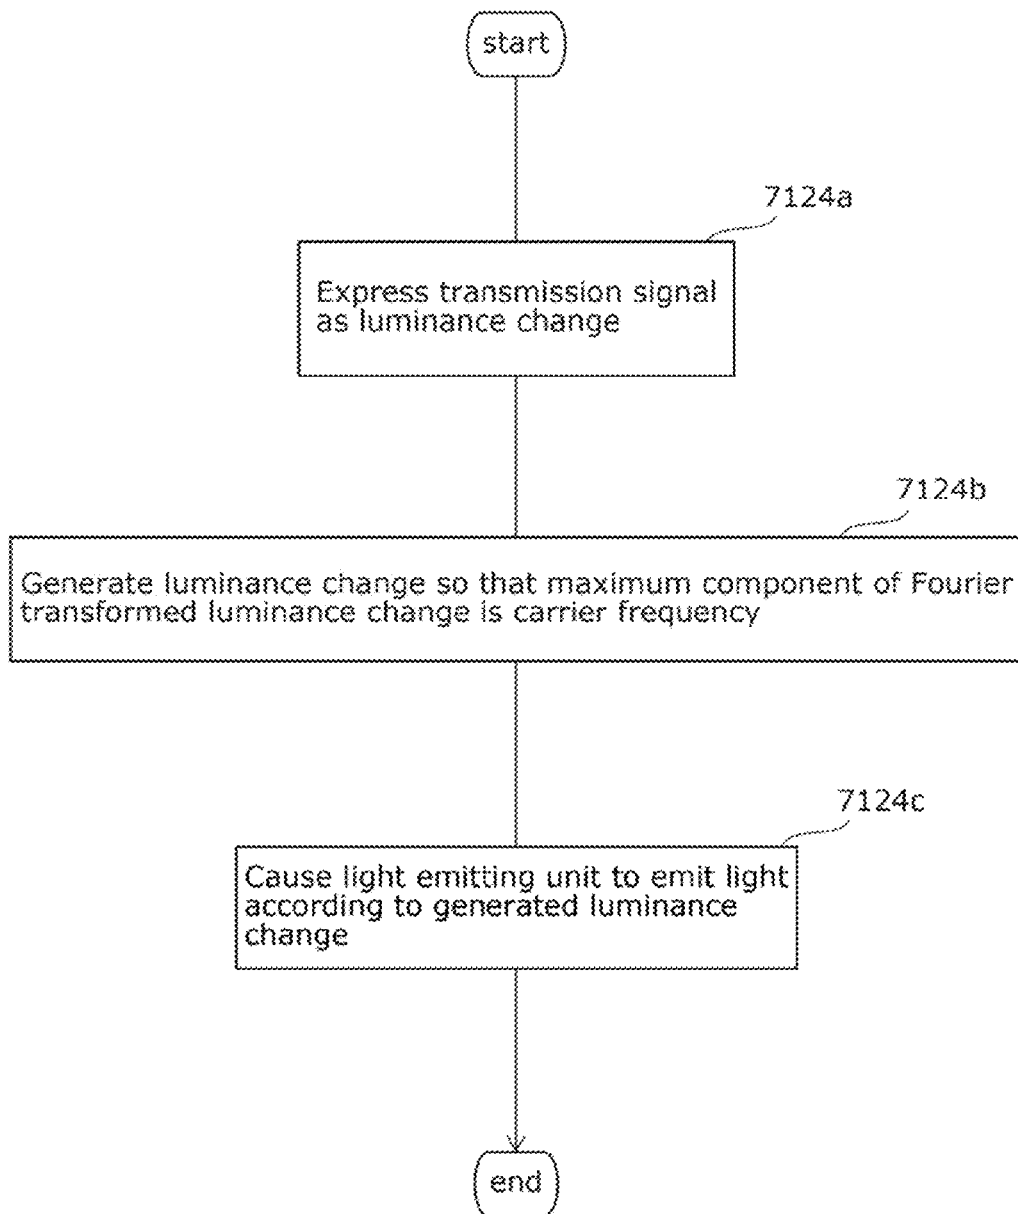 start
7124a
Express transmission signal
as luminance change
7124b
Generate luminance change so that maximum component of Fourier
transformed luminance change is carrier frequency
7124c
Cause light emitting unit to emit light
according to generated luminance
change
end